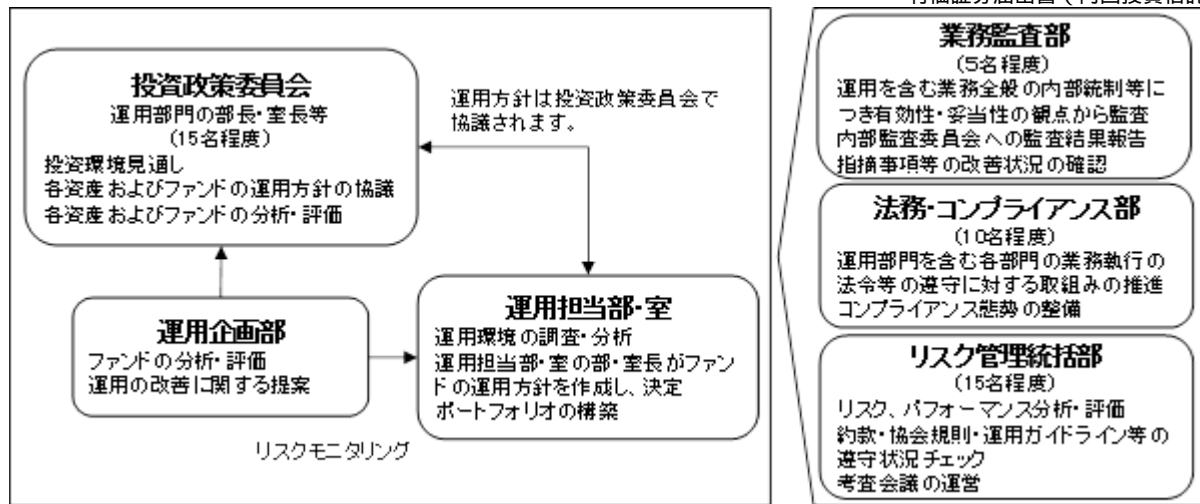 投資政策委員会
運用部門の部長・室長等
(15名程度)
投資環境見通し
各資産およびファンドの運用方針の協議
各資産およびファンドの分析・評価
運用方針は投資政策委員会で
協議されます。
運用企画部
ファンドの分析・評価
運用の改善に関する提案
運用担当部・室
運用環境の調査・分析
運用担当部・室の部・室長がファン
ドの運用方針を作成し、決定
ポートフォリオの構築
リスクモニタリング
業務監査部
(5名程度)
運用を含む業務全般の内部統制等に
つき有効性・妥当性の観点から監査
内部監査委員会への監査結果報告
指摘事項等の改善状況の確認
法務・コンプライアンス部
(10名程度)
運用部門を含む各部門の業務執行の
法令等の遵守に対する取組みの推進
コンプライアンス態勢の整備
リスク管理統括部
(15名程度)
リスク、パフォーマンス分析・評価
約款・協会規則・運用ガイドライン等の
遵守状況チェック
考査会議の運営